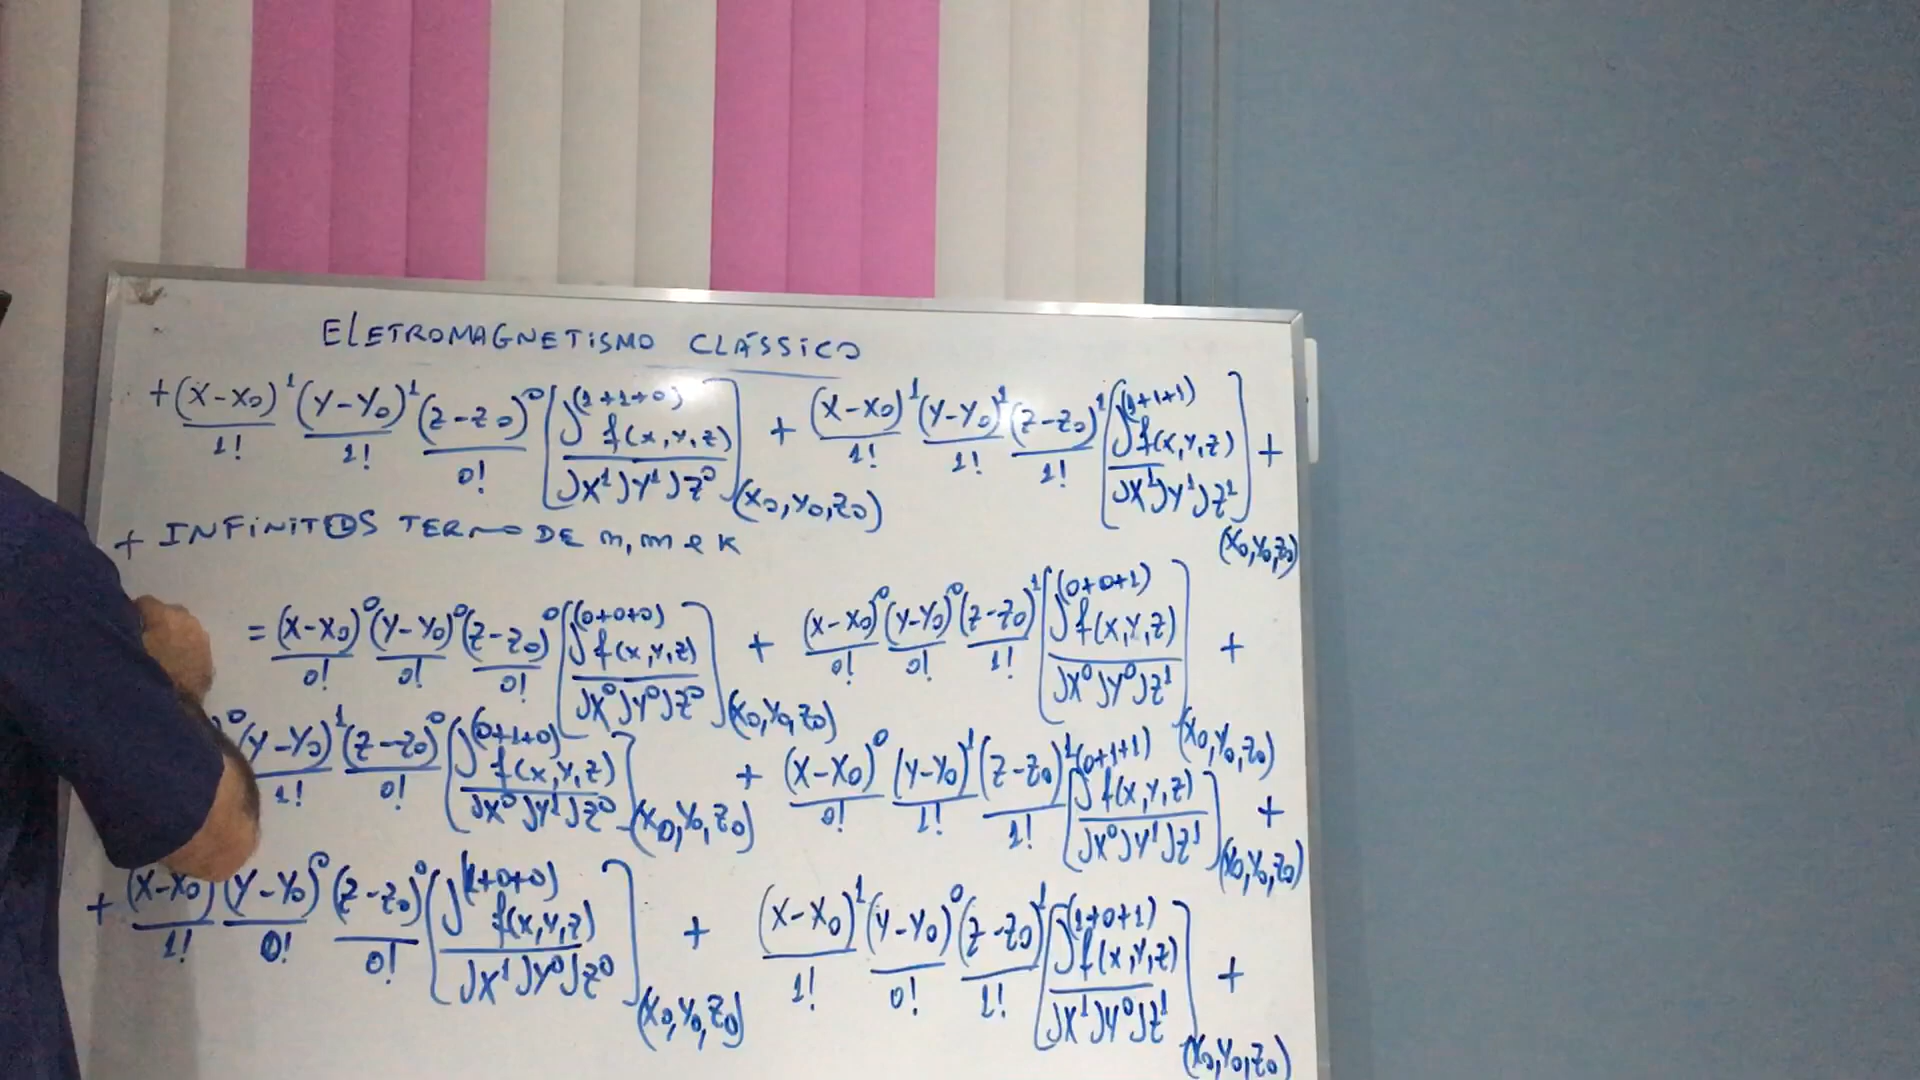 ELETROMAGNETISMO CLÁSSICO
+ (X-X₀)¹/1! (Y-Y₀)¹/1! (Z-Z₀)⁰/0! [∂^(1+1+0) f(x,y,z) / ∂X¹∂Y¹∂Z⁰](X₀,Y₀,Z₀) + (X-X₀)¹/1! (Y-Y₀)¹/1! (Z-Z₀)¹/1! [∂^(1+1+1) f(x,y,z) / ∂X¹∂Y¹∂Z¹](X₀,Y₀,Z₀) +
+ INFINITOS TERMO DE n, m e K
= (X-X₀)⁰/0! (Y-Y₀)⁰/0! (Z-Z₀)⁰/0! [∂^(0+0+0) f(x,y,z) / ∂X⁰∂Y⁰∂Z⁰](X₀,Y₀,Z₀) + (X-X₀)⁰/0! (Y-Y₀)⁰/0! (Z-Z₀)¹/1! [∂^(0+0+1) f(x,y,z) / ∂X⁰∂Y⁰∂Z¹](X₀,Y₀,Z₀) +
⁰ (Y-Y₀)¹/1! (Z-Z₀)⁰/0! [∂^(0+1+0) f(x,y,z) / ∂X⁰∂Y¹∂Z⁰](X₀,Y₀,Z₀) + (X-X₀)⁰/0! (Y-Y₀)¹/1! (Z-Z₀)¹/1! [∂^(0+1+1) f(x,y,z) / ∂X⁰∂Y¹∂Z¹](X₀,Y₀,Z₀) +
+ (X-X₀)/1! (Y-Y₀)⁰/0! (Z-Z₀)⁰/0! [∂^(1+0+0) f(x,y,z) / ∂X¹∂Y⁰∂Z⁰](X₀,Y₀,Z₀) + (X-X₀)¹/1! (Y-Y₀)⁰/0! (Z-Z₀)¹/1! [∂^(1+0+1) f(x,y,z) / ∂X¹∂Y⁰∂Z¹](X₀,Y₀,Z₀) +